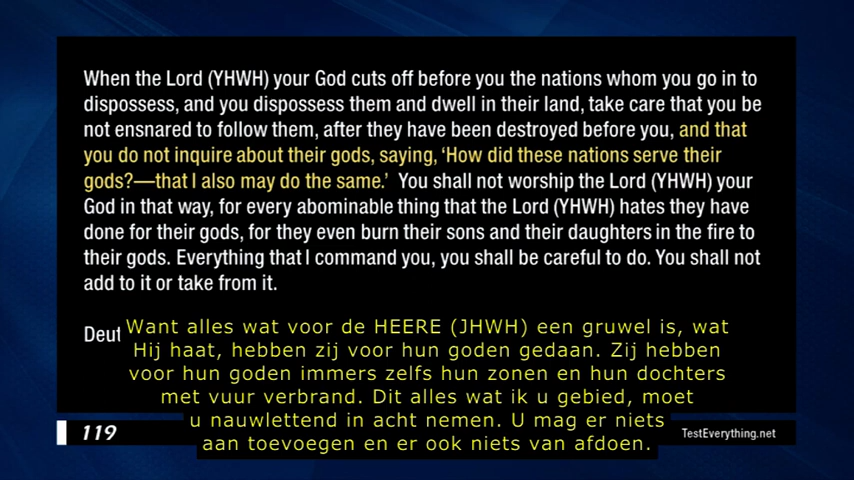 When the Lord (YHWH) your God cuts off before you the nations whom you go in to
dispossess, and you dispossess them and dwell in their land, take care that you be
not ensnared to follow them, after they have been destroyed before you, and that
you do not inquire about their gods, saying, ‘How did these nations serve their
gods?—that I also may do the same.’ You shall not worship the Lord (YHWH) your
God in that way, for every abominable thing that the Lord (YHWH) hates they have
done for their gods, for they even burn their sons and their daughters in the fire to
their gods. Everything that I command you, you shall be careful to do. You shall not
add to it or take from it.
Want alles wat voor de HEERE (JHWH) een gruwel is, wat
Hij haat, hebben zij voor hun goden gedaan. Zij hebben
voor hun goden immers zelfs hun zonen en hun dochters
met vuur verbrand. Dit alles wat ik u gebied, moet
u nauwlettend in acht nemen. U mag er niets
aan toevoegen en er ook niets van afdoen.
119
TestEverything.net